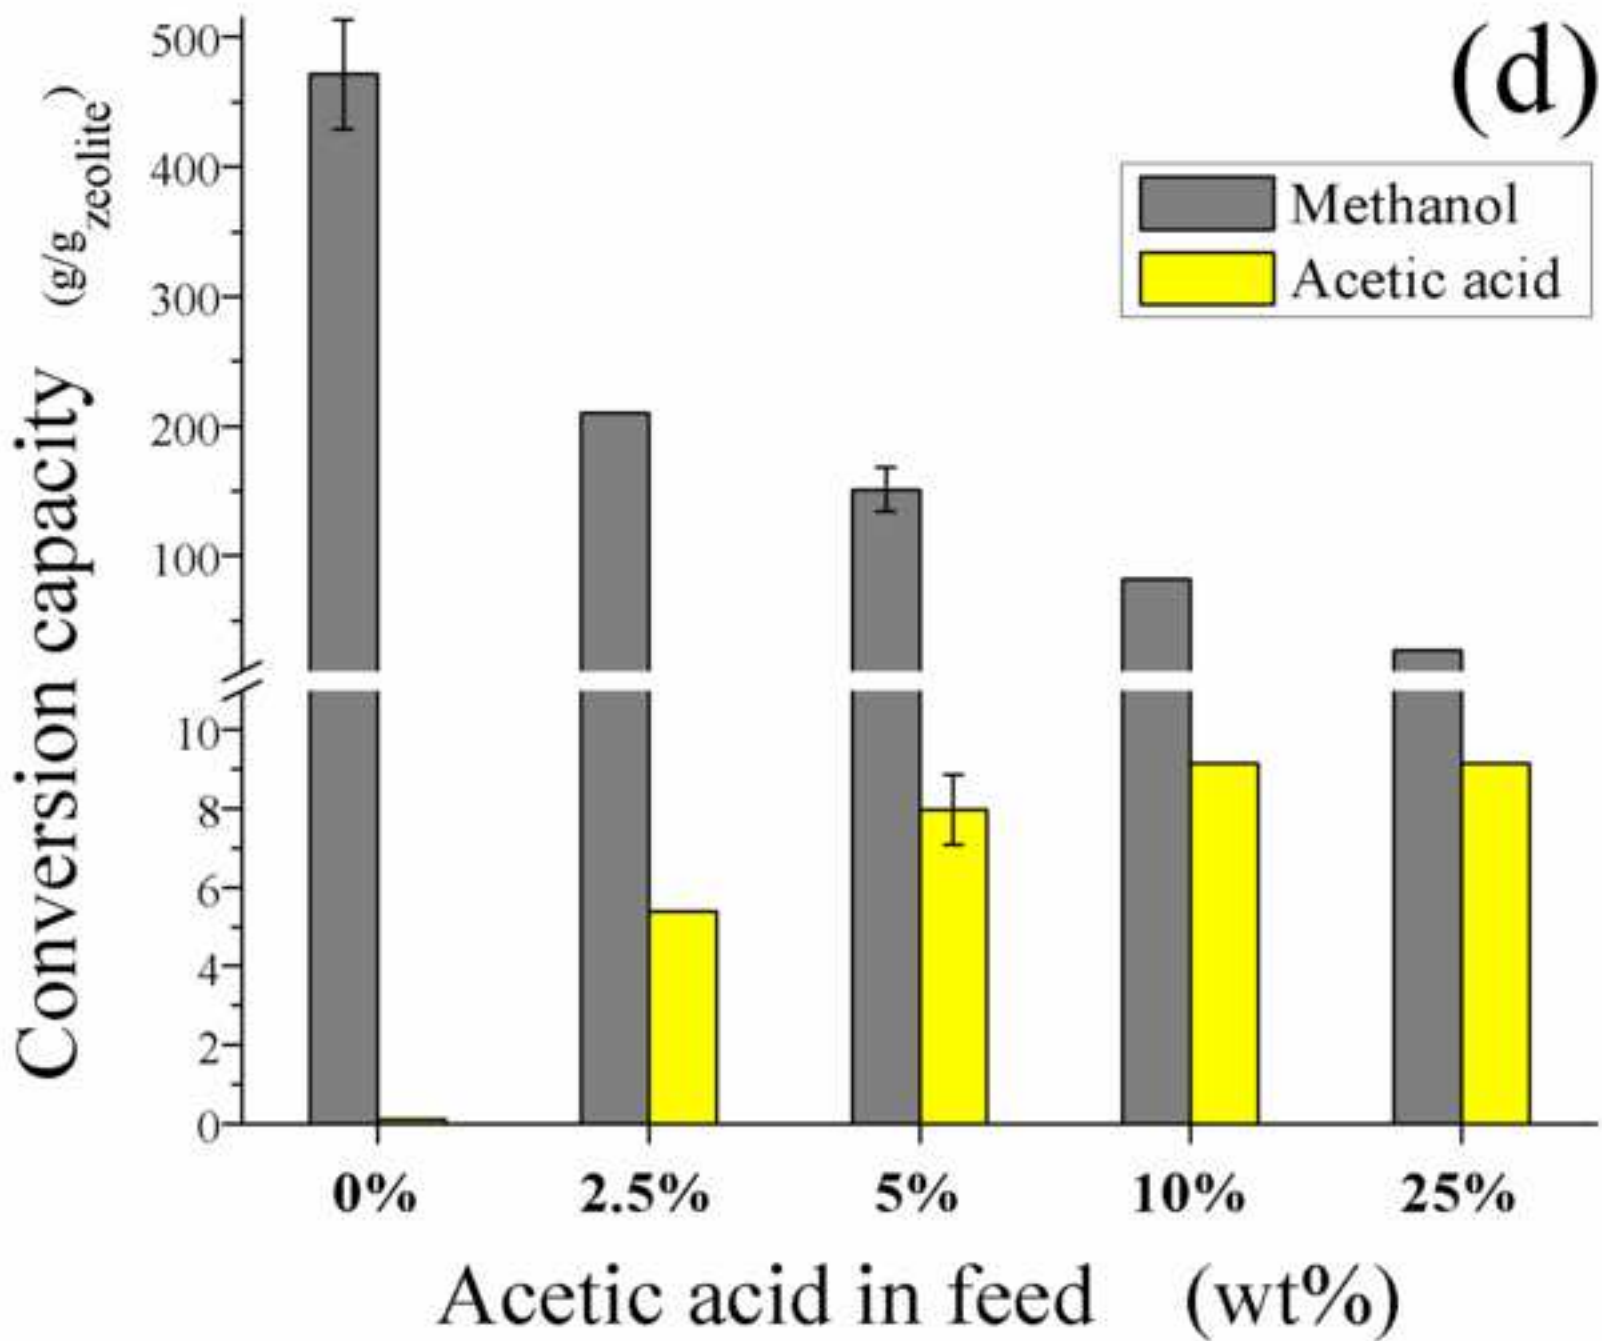 (d)
Methanol
Acetic acid
Conversion capacity (g/gzeolite)
500
400
300
200
100
10
8
6
4
2
0
0% 2.5% 5% 10% 25%
Acetic acid in feed (wt%)